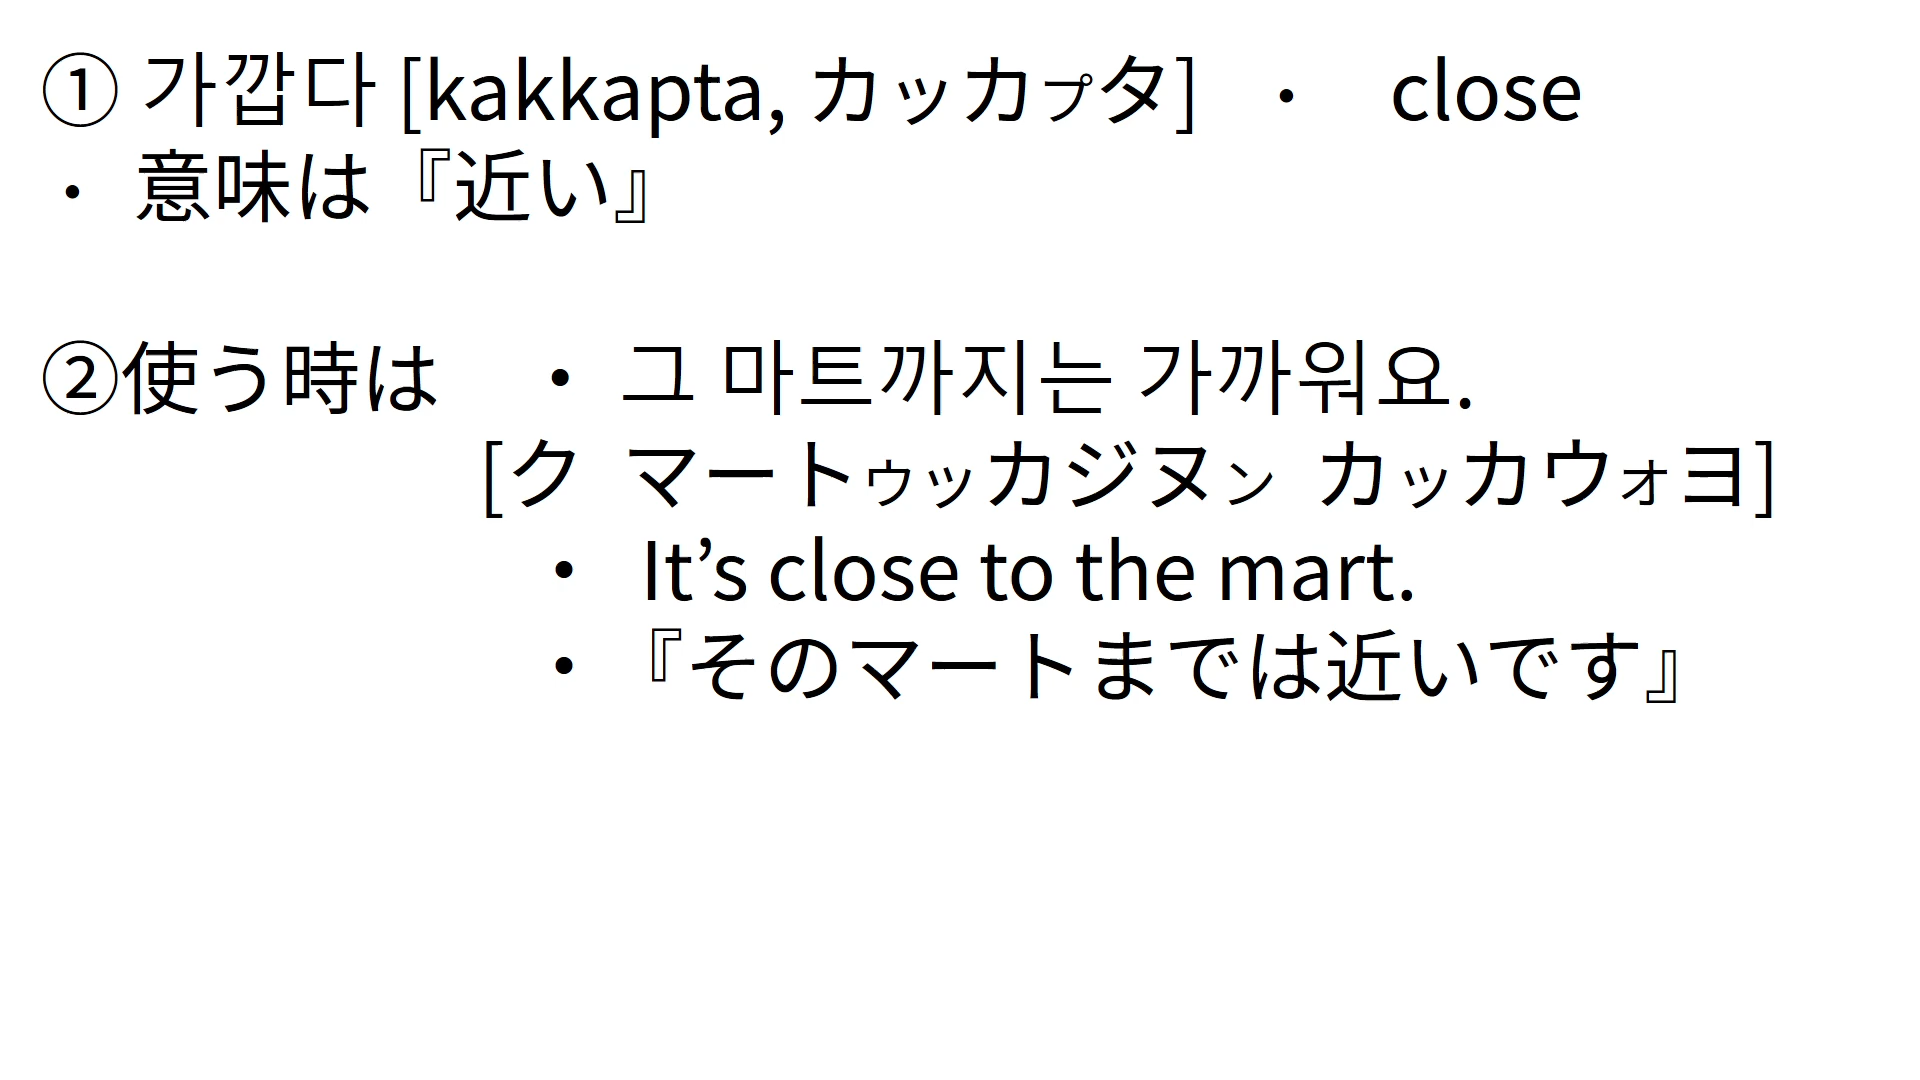 ① 가깝다 [kakkapta, カッカㇷ゚タ] ・ close
・ 意味は『近い』
②使う時は ・ 그 마트까지는 가까워요.
[ク マートゥッカジヌン カッカウォヨ]
・ It’s close to the mart.
・ 『そのマートまでは近いです』